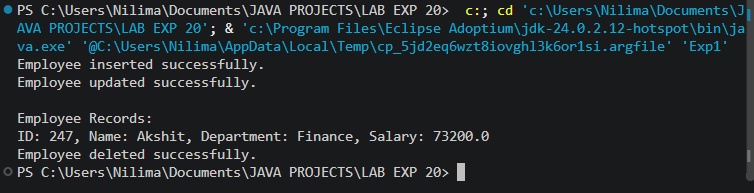 PS C:\Users\Nilima\Documents\JAVA PROJECTS\LAB EXP 20>  c:; cd 'c:\Users\Nilima\Documents\J
AVA PROJECTS\LAB EXP 20'; & 'c:\Program Files\Eclipse Adoptium\jdk-24.0.2.12-hotspot\bin\ja
va.exe' '@C:\Users\Nilima\AppData\Local\Temp\cp_5jd2eq6wzt8iovghl3k6or1si.argfile' 'Exp1'
Employee inserted successfully.
Employee updated successfully.

Employee Records:
ID: 247, Name: Akshit, Department: Finance, Salary: 73200.0
Employee deleted successfully.
PS C:\Users\Nilima\Documents\JAVA PROJECTS\LAB EXP 20>